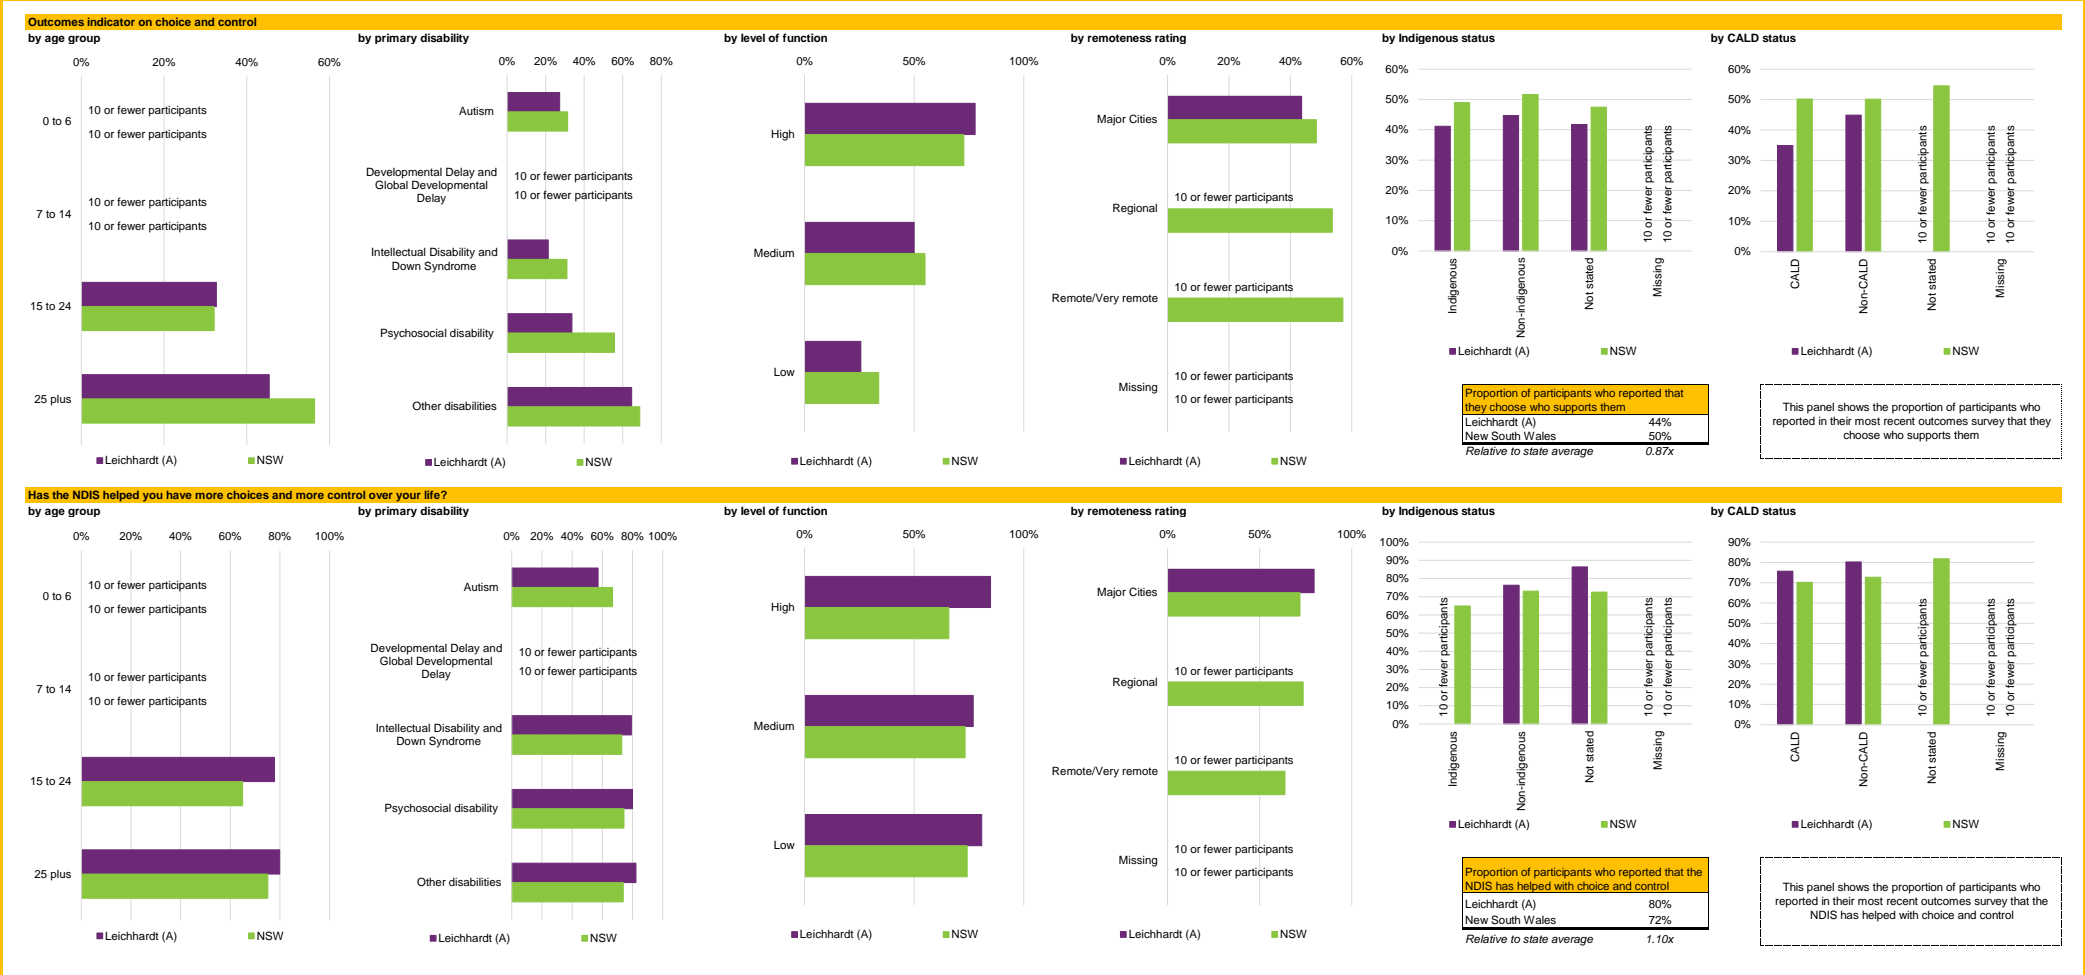 Outcomes indicator on choice and control
by age group
0% 20% 40% 60%
0 to 6
10 or fewer participants
10 or fewer participants
7 to 14
10 or fewer participants
10 or fewer participants
15 to 24
25 plus
Leichhardt (A) NSW
by primary disability
0% 20% 40% 60% 80%
Autism
Developmental Delay and
Global Developmental
Delay
10 or fewer participants
10 or fewer participants
Intellectual Disability and
Down Syndrome
Psychosocial disability
Other disabilities
Leichhardt (A) NSW
by level of function
0% 50% 100%
High
Medium
Low
Leichhardt (A) NSW
by remoteness rating
0% 20% 40% 60%
Major Cities
Regional
10 or fewer participants
Remote/Very remote
10 or fewer participants
Missing
10 or fewer participants
10 or fewer participants
Leichhardt (A) NSW
by Indigenous status
60%
50%
40%
30%
20%
10%
0%
10 or fewer participants
10 or fewer participants
Indigenous
Non-indigenous
Not stated
Missing
Leichhardt (A) NSW
by CALD status
60%
50%
40%
30%
20%
10%
0%
10 or fewer participants
10 or fewer participants
10 or fewer participants
CALD
Non-CALD
Not stated
Missing
Leichhardt (A) NSW
Proportion of participants who reported that
they choose who supports them
Leichhardt (A) 44%
New South Wales 50%
Relative to state average 0.87x
This panel shows the proportion of participants who
reported in their most recent outcomes survey that they
choose who supports them
Has the NDIS helped you have more choices and more control over your life?
by age group
0% 20% 40% 60% 80% 100%
0 to 6
10 or fewer participants
10 or fewer participants
7 to 14
10 or fewer participants
10 or fewer participants
15 to 24
25 plus
Leichhardt (A) NSW
by primary disability
0% 20% 40% 60% 80% 100%
Autism
Developmental Delay and
Global Developmental
Delay
10 or fewer participants
10 or fewer participants
Intellectual Disability and
Down Syndrome
Psychosocial disability
Other disabilities
Leichhardt (A) NSW
by level of function
0% 50% 100%
High
Medium
Low
Leichhardt (A) NSW
by remoteness rating
0% 50% 100%
Major Cities
Regional
10 or fewer participants
Remote/Very remote
10 or fewer participants
Missing
10 or fewer participants
10 or fewer participants
Leichhardt (A) NSW
by Indigenous status
100%
90%
80%
70%
60%
50%
40%
30%
20%
10%
0%
10 or fewer participants
10 or fewer participants
10 or fewer participants
Indigenous
Non-indigenous
Not stated
Missing
Leichhardt (A) NSW
by CALD status
90%
80%
70%
60%
50%
40%
30%
20%
10%
0%
10 or fewer participants
10 or fewer participants
10 or fewer participants
CALD
Non-CALD
Not stated
Missing
Leichhardt (A) NSW
Proportion of participants who reported that the
NDIS has helped with choice and control
Leichhardt (A) 80%
New South Wales 72%
Relative to state average 1.10x
This panel shows the proportion of participants who
reported in their most recent outcomes survey that the
NDIS has helped with choice and control